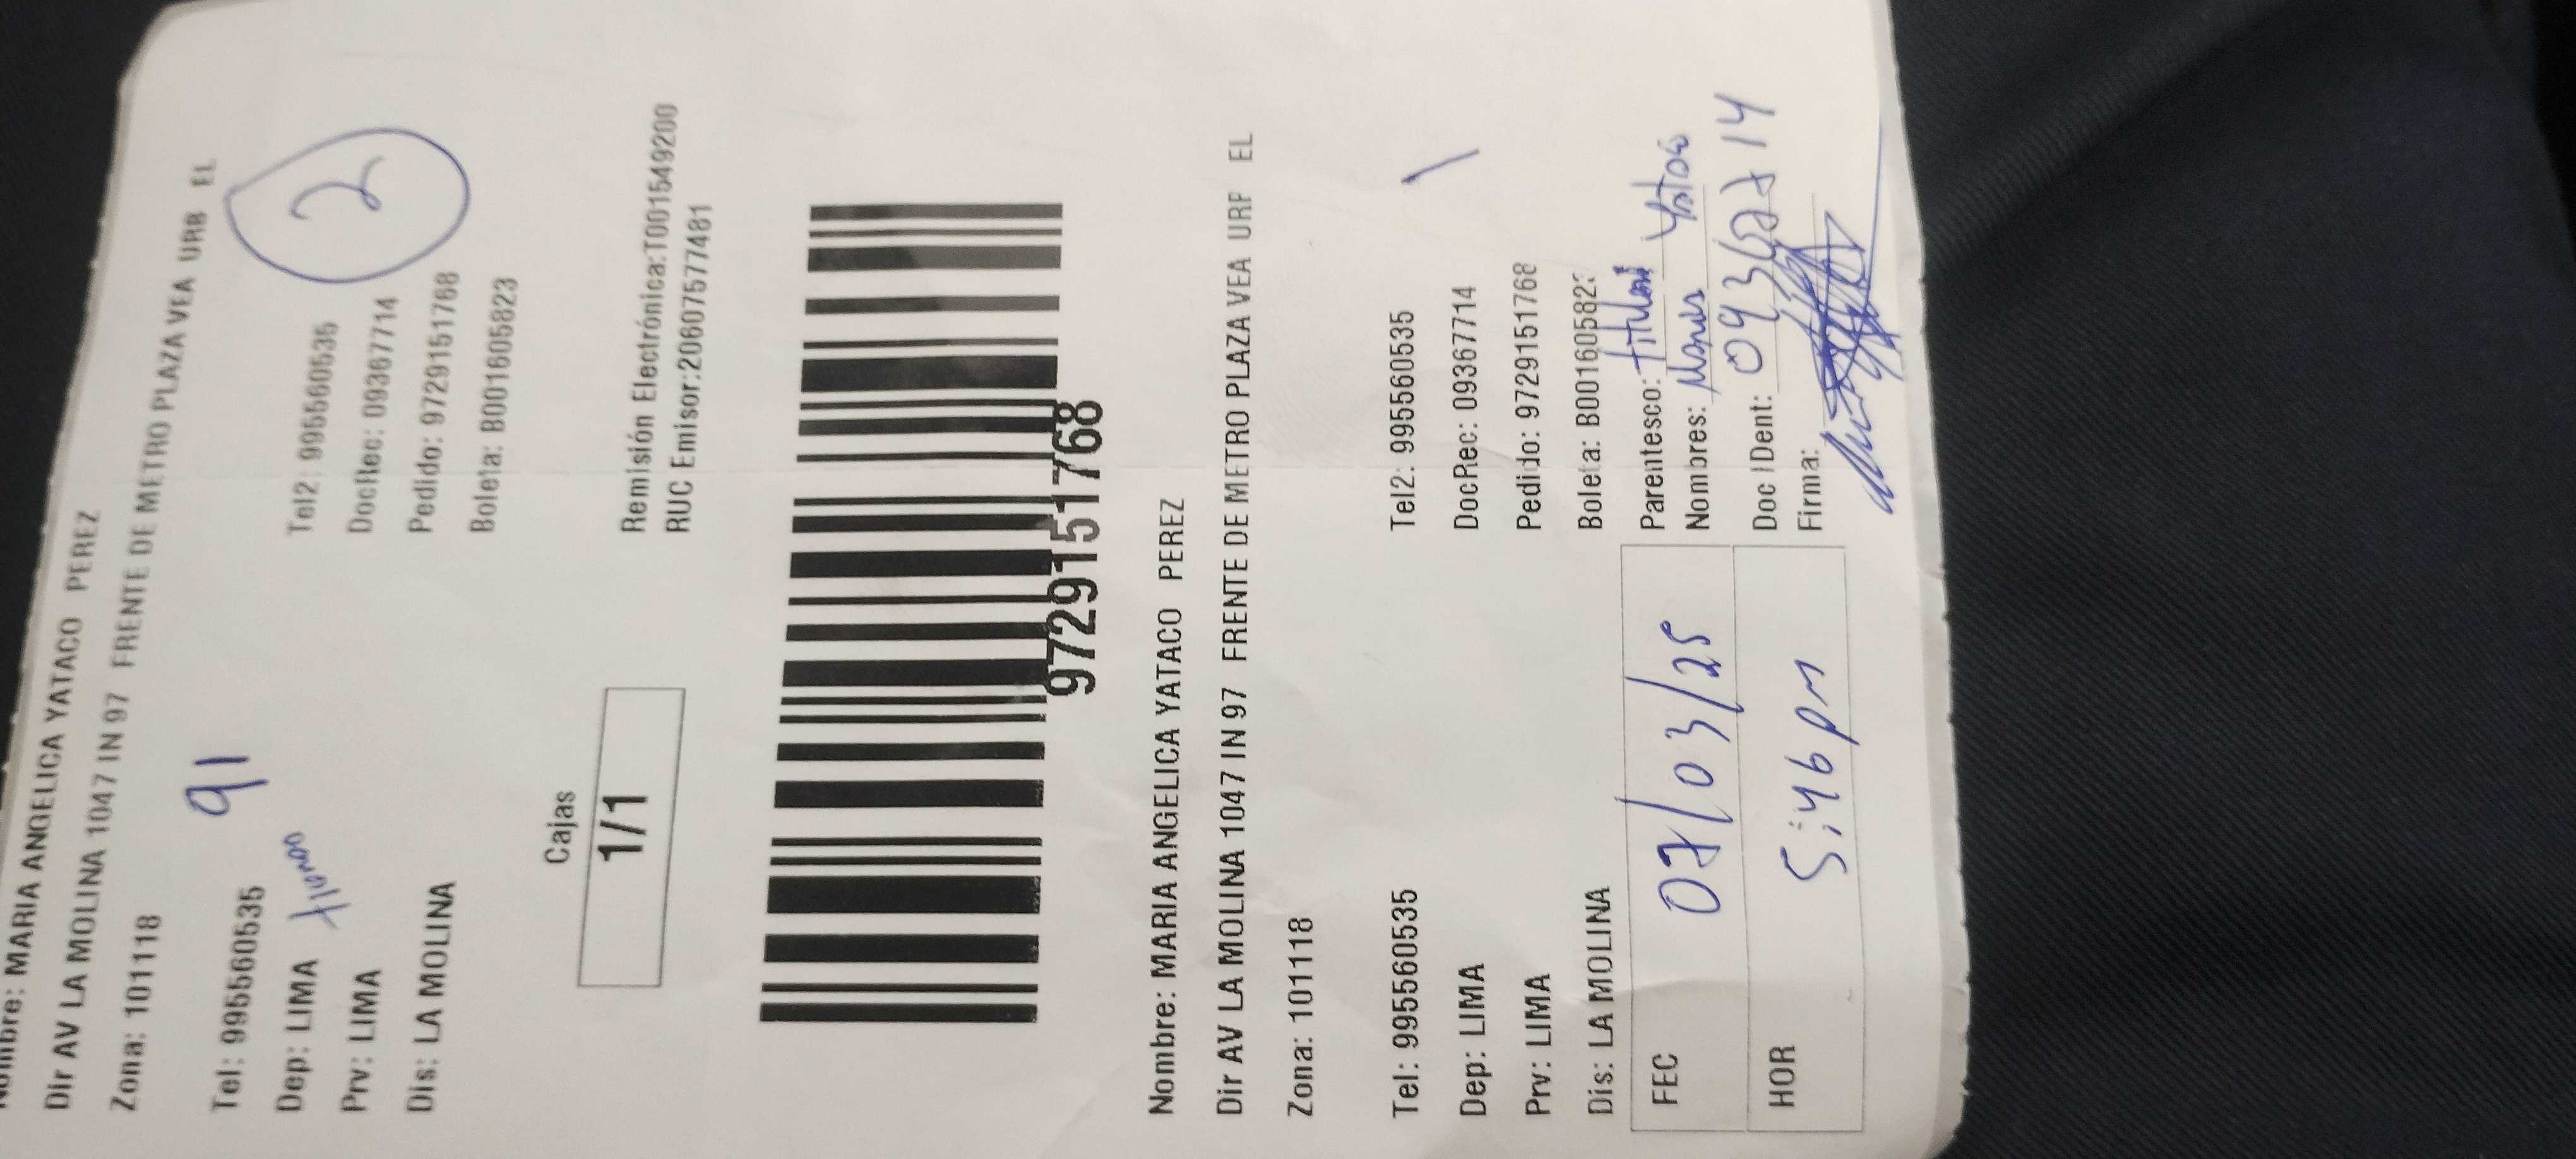 Nombre: MARIA ANGELICA YATACO PEREZ
Dir AV LA MOLINA 1047 IN 97 FRENTE DE METRO PLAZA VEA URB EL
Zona: 101118
91
2
Tel: 995560535 Tel2: 995560535
Dep: LIMA DocRec: 09367714
Prv: LIMA Pedido: 9729151768
Dis: LA MOLINA Boleta: B001605823
Cajas
1/1
Remisión Electrónica:T001549200
RUC Emisor:20607577481
9729151768
Nombre: MARIA ANGELICA YATACO PEREZ
Dir AV LA MOLINA 1047 IN 97 FRENTE DE METRO PLAZA VEA URB EL
Zona: 101118
Tel: 995560535 Tel2: 995560535
Dep: LIMA DocRec: 09367714
Prv: LIMA Pedido: 9729151768
Dis: LA MOLINA Boleta: B001605823
FEC 07/03/25 Parentesco: titular
Nombres: Maria Yataco
HOR 5:46 pm Doc IDent: 09367714
Firma: